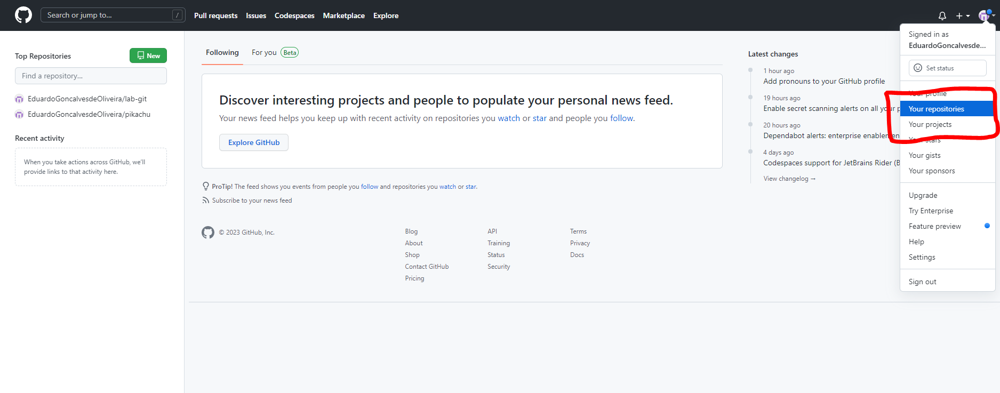 Search or jump to... /
Pull requests
Issues
Codespaces
Marketplace
Explore
Top Repositories
New
Find a repository...
EduardoGoncalvesdeOliveira/lab-git
EduardoGoncalvesdeOliveira/pikachu
Recent activity
When you take actions across GitHub, we'll
provide links to that activity here.
Following
For you Beta
Discover interesting projects and people to populate your personal news feed.
Your news feed helps you keep up with recent activity on repositories you watch or star and people you follow.
Explore GitHub
ProTip! The feed shows you events from people you follow and repositories you watch or star.
Subscribe to your news feed
© 2023 GitHub, Inc.
Blog
About
Shop
Contact GitHub
Pricing
API
Training
Status
Security
Terms
Privacy
Docs
Latest changes
1 hour ago
Add pronouns to your GitHub profile
19 hours ago
Enable secret scanning alerts on all your p
20 hours ago
Dependabot alerts: enterprise enablemen
4 days ago
Codespaces support for JetBrains Rider (B
View changelog →
Signed in as
EduardoGoncalvesde...
Set status
Your profile
Your repositories
Your projects
Your stars
Your gists
Your sponsors
Upgrade
Try Enterprise
Feature preview
Help
Settings
Sign out